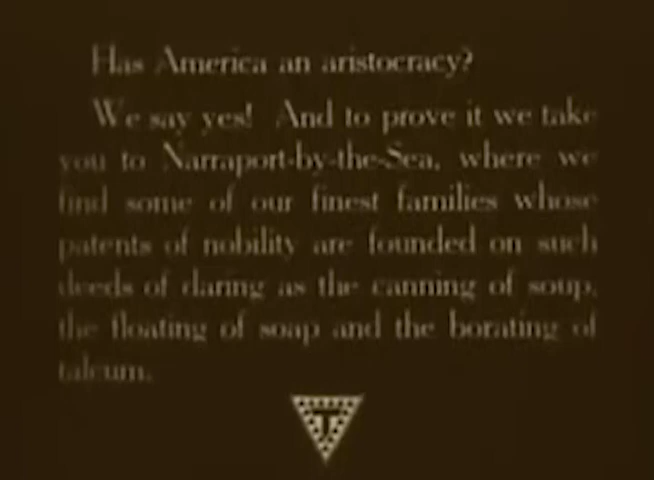 Has America an aristocracy?
We say yes! And to prove it we take
you to Narraport-by-the-Sea, where we
find some of our finest families whose
patents of nobility are founded on such
deeds of daring as the canning of soup,
the floating of soap and the borating of
talcum.
T